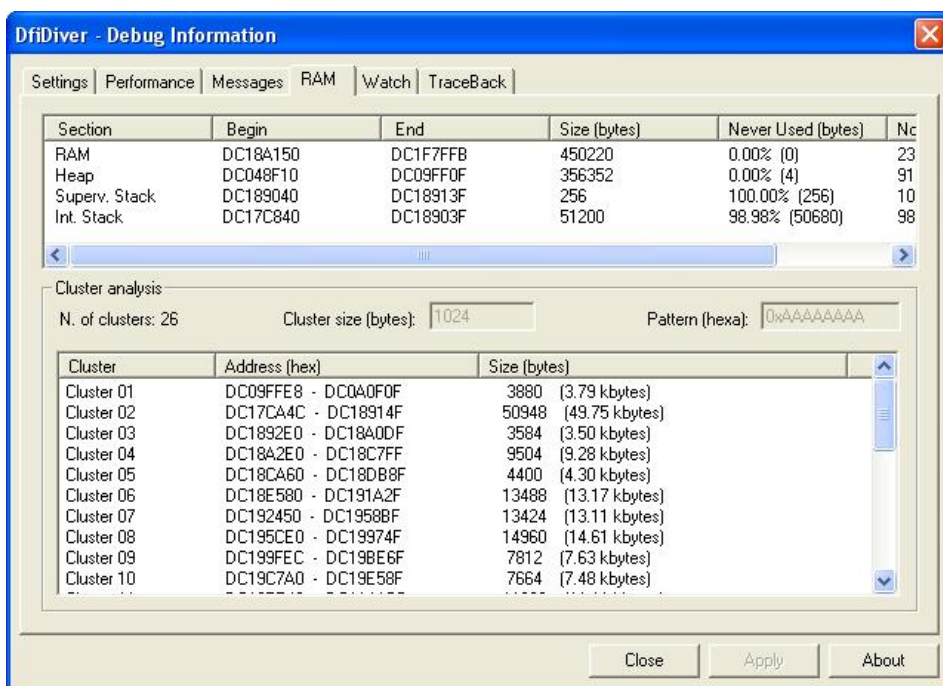 DfiDiver - Debug Information
Settings Performance Messages RAM Watch TraceBack
Section Begin End Size (bytes) Never Used (bytes) No
RAM DC18A150 DC1F7FFB 450220 0.00% (0) 23
Heap DC048F10 DC09FF0F 356352 0.00% (4) 91
Superv. Stack DC189040 DC18913F 256 100.00% (256) 10
Int. Stack DC17C840 DC18903F 51200 98.98% (50680) 98
Cluster analysis
N. of clusters: 26 Cluster size (bytes): 1024 Pattern (hexa): 0xAAAAAAAA
Cluster Address (hex) Size (bytes)
Cluster 01 DC09FFE8 - DC0A0F0F 3880 (3.79 kbytes)
Cluster 02 DC17CA4C - DC18914F 50948 (49.75 kbytes)
Cluster 03 DC1892E0 - DC18A0DF 3584 (3.50 kbytes)
Cluster 04 DC18A2E0 - DC18C7FF 9504 (9.28 kbytes)
Cluster 05 DC18CA60 - DC18DB8F 4400 (4.30 kbytes)
Cluster 06 DC18E580 - DC191A2F 13488 (13.17 kbytes)
Cluster 07 DC192450 - DC1958BF 13424 (13.11 kbytes)
Cluster 08 DC195CE0 - DC19974F 14960 (14.61 kbytes)
Cluster 09 DC199FEC - DC19BE6F 7812 (7.63 kbytes)
Cluster 10 DC19C7A0 - DC19E58F 7664 (7.48 kbytes)
Close Apply About